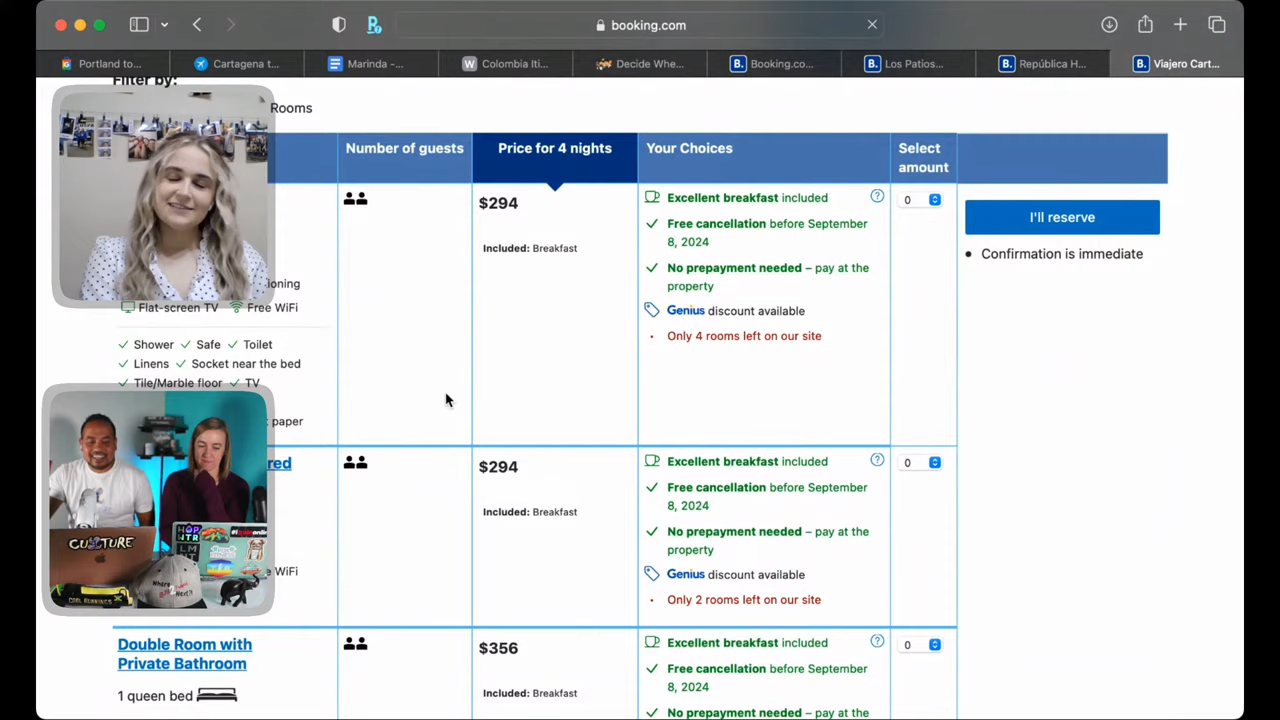 booking.com
Portland to...
Cartagena t...
Marinda -...
Colombia Iti...
Decide Whe...
Booking.co...
Los Patios...
República H...
Viajero Cart...
Filter by:
Rooms
Number of guests
Price for 4 nights
Your Choices
Select
amount
$294
Included: Breakfast
Excellent breakfast included
Free cancellation before September
8, 2024
No prepayment needed – pay at the
property
Genius discount available
Only 4 rooms left on our site
0
I'll reserve
Confirmation is immediate
ioning
Flat-screen TV
Free WiFi
Shower
Safe
Toilet
Linens
Socket near the bed
Tile/Marble floor
TV
paper
red
$294
Included: Breakfast
Excellent breakfast included
Free cancellation before September
8, 2024
No prepayment needed – pay at the
property
Genius discount available
Only 2 rooms left on our site
0
e WiFi
CULTURE
COOL RUNNINGS
Double Room with
Private Bathroom
1 queen bed
$356
Included: Breakfast
Excellent breakfast included
Free cancellation before September
8, 2024
No prepayment needed – pay at the
0